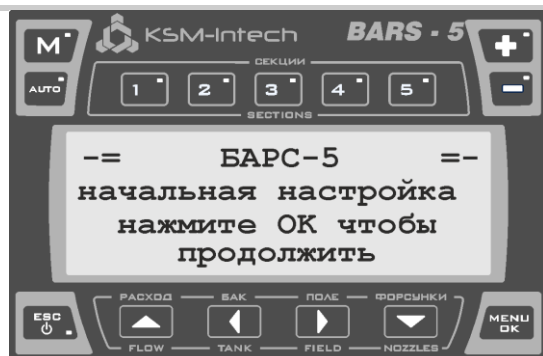 M KSM-Intech BARS - 5 +
AUTO СЕКЦИИ -
1 2 3 4 5
SECTIONS
-= БАРС-5 =-
начальная настройка
нажмите ОК чтобы
продолжить
ESC РАСХОД БАК ПОЛЕ ФОРСУНКИ MENU OK
FLOW TANK FIELD NOZZLES